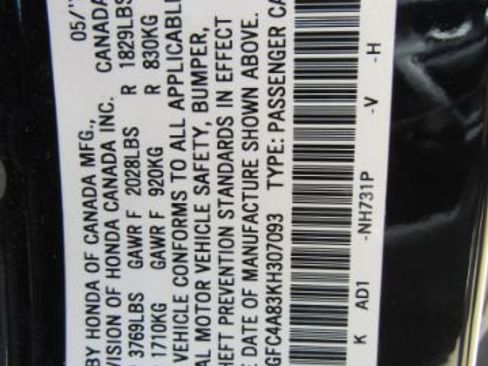 BY HONDA OF CANADA MFG., 05/
VISION OF HONDA CANADA INC. CANADA
3769LBS GAWR F 2028LBS R 1829LBS
1710KG GAWR F 920KG R 830KG
VEHICLE CONFORMS TO ALL APPLICABLE
AL MOTOR VEHICLE SAFETY, BUMPER,
HEFT PREVENTION STANDARDS IN EFFECT
E DATE OF MANUFACTURE SHOWN ABOVE.
GFC4A83KH307093 TYPE: PASSENGER CA
K AD1 -NH731P -V -H